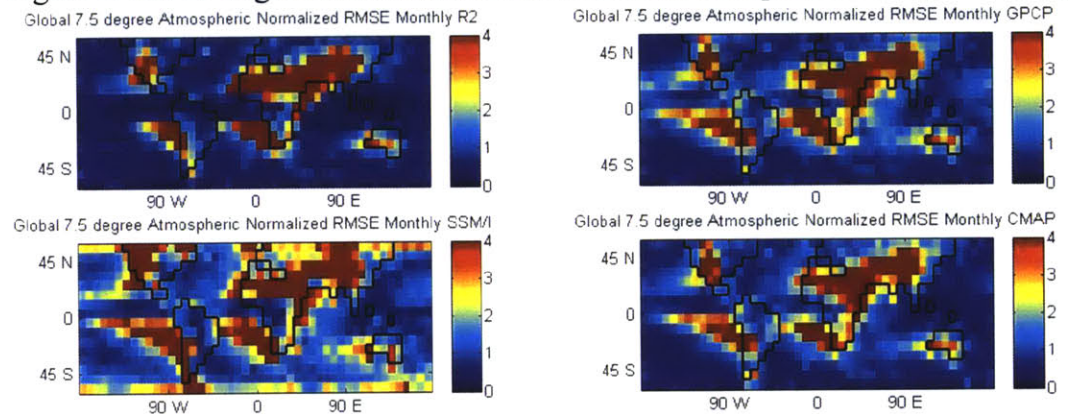 Global 7.5 degree Atmospheric Normalized RMSE Monthly R2
45 N
0
45 S
90 W 0 90 E
4
3
2
1
0
Global 7.5 degree Atmospheric Normalized RMSE Monthly GPCP
45 N
0
45 S
90 W 0 90 E
4
3
2
1
0
Global 7.5 degree Atmospheric Normalized RMSE Monthly SSM/I
45 N
0
45 S
90 W 0 90 E
4
3
2
1
0
Global 7.5 degree Atmospheric Normalized RMSE Monthly CMAP
45 N
0
45 S
90 W 0 90 E
4
3
2
1
0